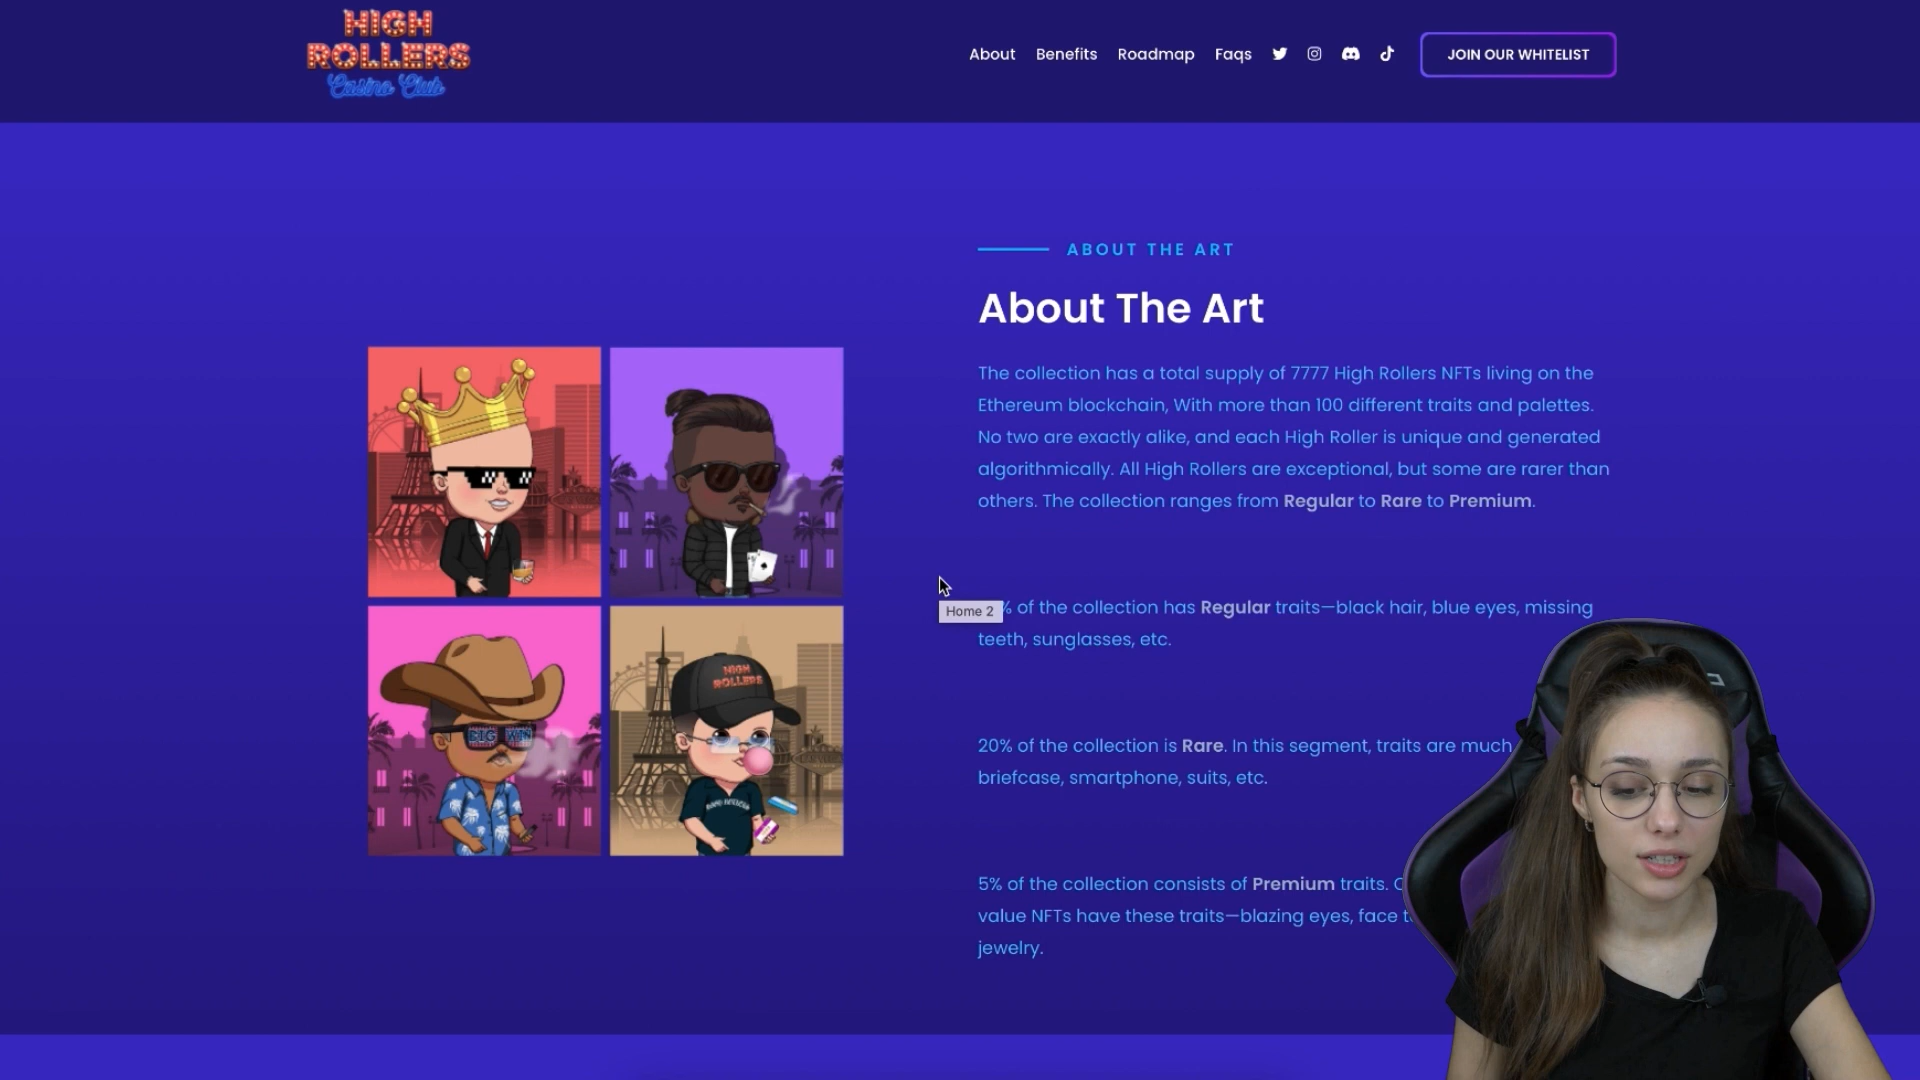 HIGH
ROLLERS
Casino Club
About Benefits Roadmap Faqs JOIN OUR WHITELIST
ABOUT THE ART
About The Art
The collection has a total supply of 7777 High Rollers NFTs living on the
Ethereum blockchain, With more than 100 different traits and palettes.
No two are exactly alike, and each High Roller is unique and generated
algorithmically. All High Rollers are exceptional, but some are rarer than
others. The collection ranges from Regular to Rare to Premium.
Home 2
% of the collection has Regular traits—black hair, blue eyes, missing
teeth, sunglasses, etc.
20% of the collection is Rare. In this segment, traits are much
briefcase, smartphone, suits, etc.
5% of the collection consists of Premium traits.
value NFTs have these traits—blazing eyes, face
jewelry.
BIG WIN
HIGH
ROLLERS